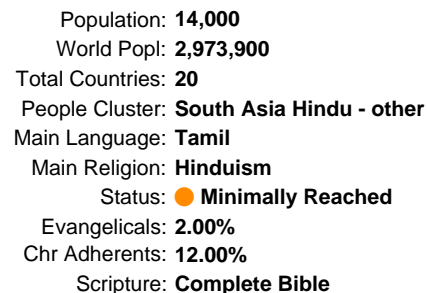 Population: 14,000
World Popl: 2,973,900
Total Countries: 20
People Cluster: South Asia Hindu - other
Main Language: Tamil
Main Religion: Hinduism
Status: Minimally Reached
Evangelicals: 2.00%
Chr Adherents: 12.00%
Scripture: Complete Bible